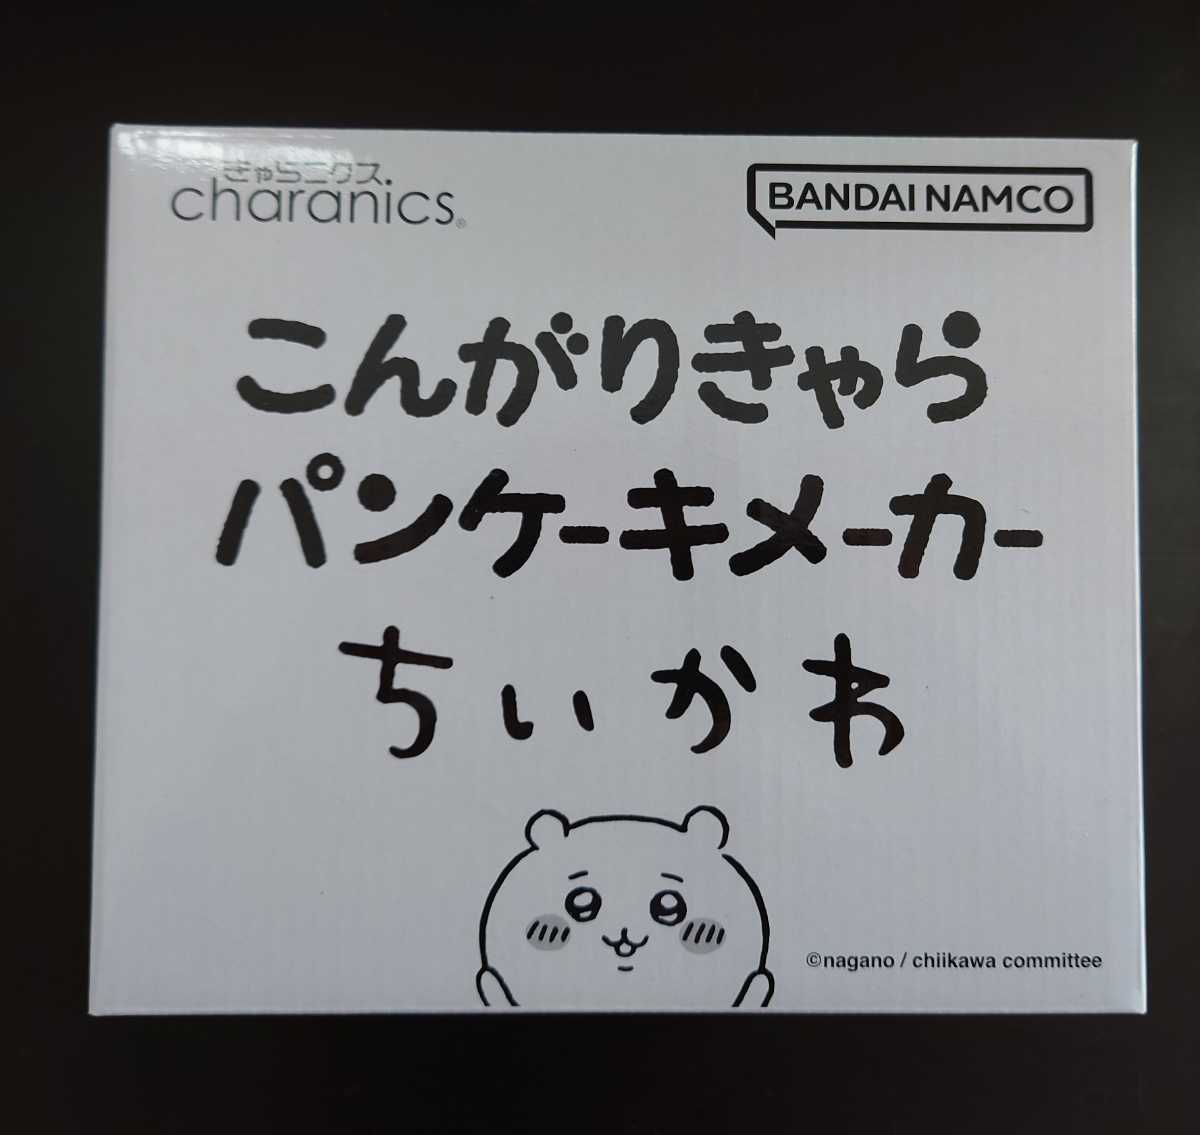 きゃらニクス
charanics®
BANDAI NAMCO
こんがりきゃら
パンケーキメーカー
ちいかわ
©nagano / chiikawa committee